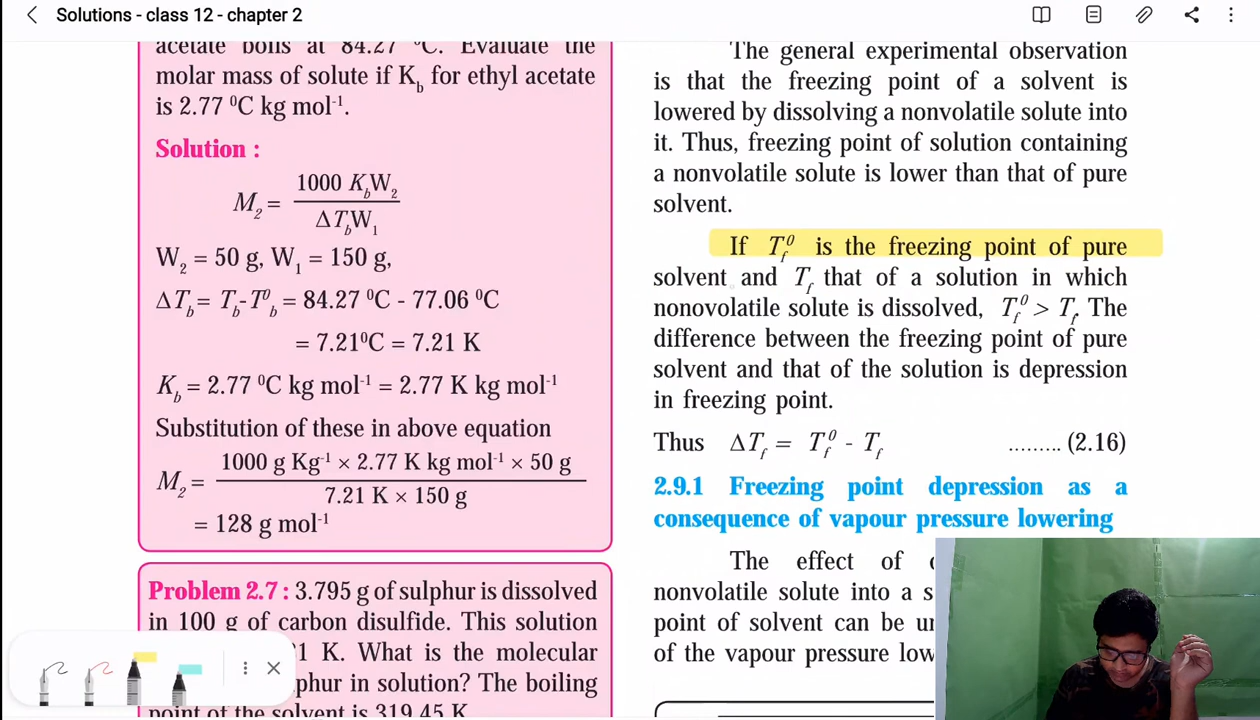 Solutions - class 12 - chapter 2
acetate boils at 84.27 ⁰C. Evaluate the
molar mass of solute if K_b for ethyl acetate
is 2.77 ⁰C kg mol⁻¹.
Solution :
M₂ = 1000 K_bW₂ / ΔT_bW₁
W₂ = 50 g, W₁ = 150 g,
ΔT_b= T_b-T⁰_b = 84.27 ⁰C - 77.06 ⁰C
= 7.21⁰C = 7.21 K
K_b = 2.77 ⁰C kg mol⁻¹ = 2.77 K kg mol⁻¹
Substitution of these in above equation
M₂ = 1000 g Kg⁻¹ × 2.77 K kg mol⁻¹ × 50 g / 7.21 K × 150 g
= 128 g mol⁻¹
Problem 2.7 : 3.795 g of sulphur is dissolved
in 100 g of carbon disulfide. This solution
1 K. What is the molecular
phur in solution? The boiling
point of the solvent is 319.45 K
The general experimental observation
is that the freezing point of a solvent is
lowered by dissolving a nonvolatile solute into
it. Thus, freezing point of solution containing
a nonvolatile solute is lower than that of pure
solvent.
If T_f⁰ is the freezing point of pure
solvent and T_f that of a solution in which
nonovolatile solute is dissolved, T_f⁰ > T_f. The
difference between the freezing point of pure
solvent and that of the solution is depression
in freezing point.
Thus ΔT_f = T_f⁰ - T_f ........ (2.16)
2.9.1 Freezing point depression as a
consequence of vapour pressure lowering
The effect of
nonvolatile solute into a s
point of solvent can be u
of the vapour pressure low